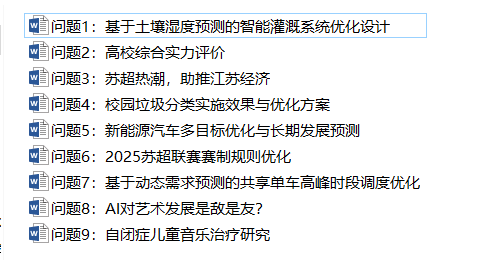 问题1：基于土壤湿度预测的智能灌溉系统优化设计
问题2：高校综合实力评价
问题3：苏超热潮，助推江苏经济
问题4：校园垃圾分类实施效果与优化方案
问题5：新能源汽车多目标优化与长期发展预测
问题6：2025苏超联赛赛制规则优化
问题7：基于动态需求预测的共享单车高峰时段调度优化
问题8：AI对艺术发展是敌是友？
问题9：自闭症儿童音乐治疗研究